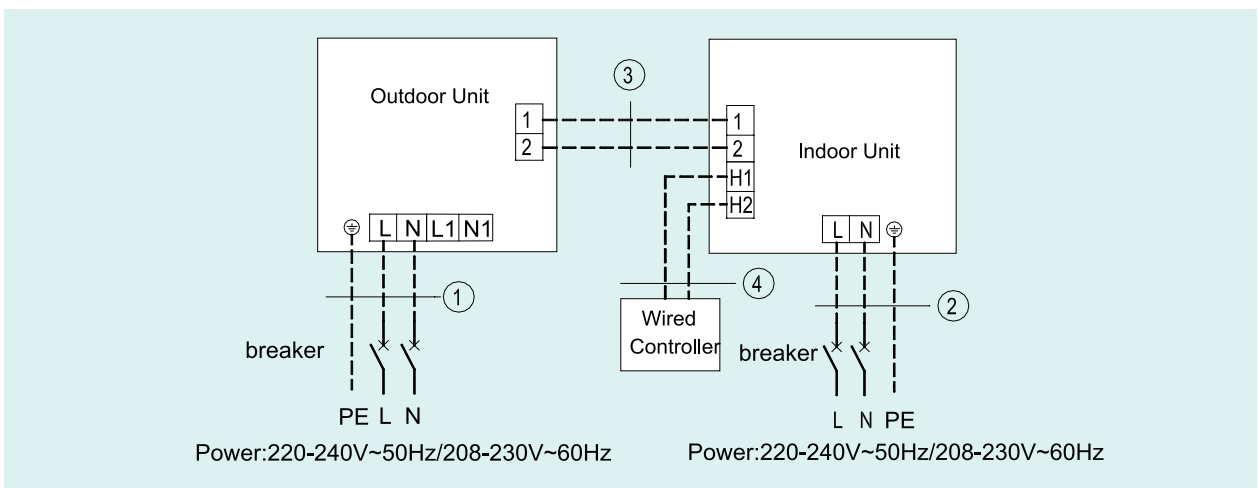 Outdoor Unit
1
2
L N L1 N1
3
1
2
H1
H2
Indoor Unit
L N
1
breaker
PE L N
Power:220-240V~50Hz/208-230V~60Hz
4
Wired
Controller
2
breaker
L N PE
Power:220-240V~50Hz/208-230V~60Hz